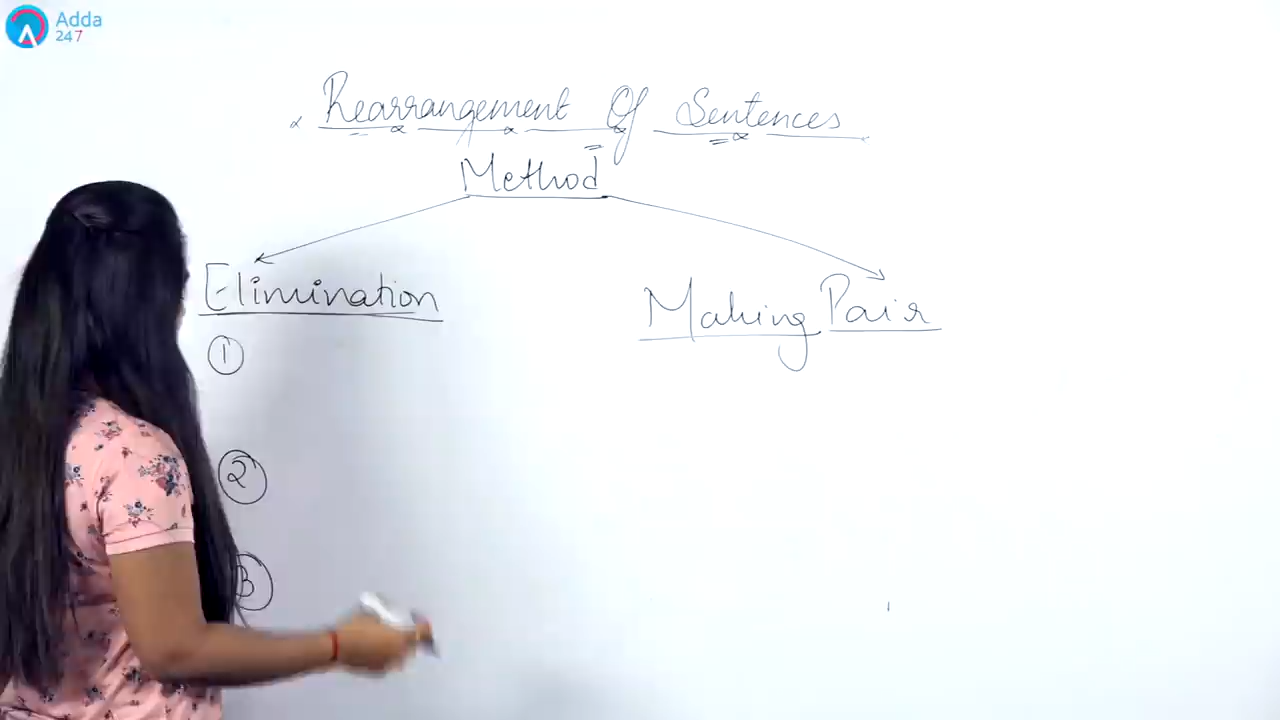 Adda
247
Rearrangement Of Sentences
Method
Elimination
Making Pair
1
2
3